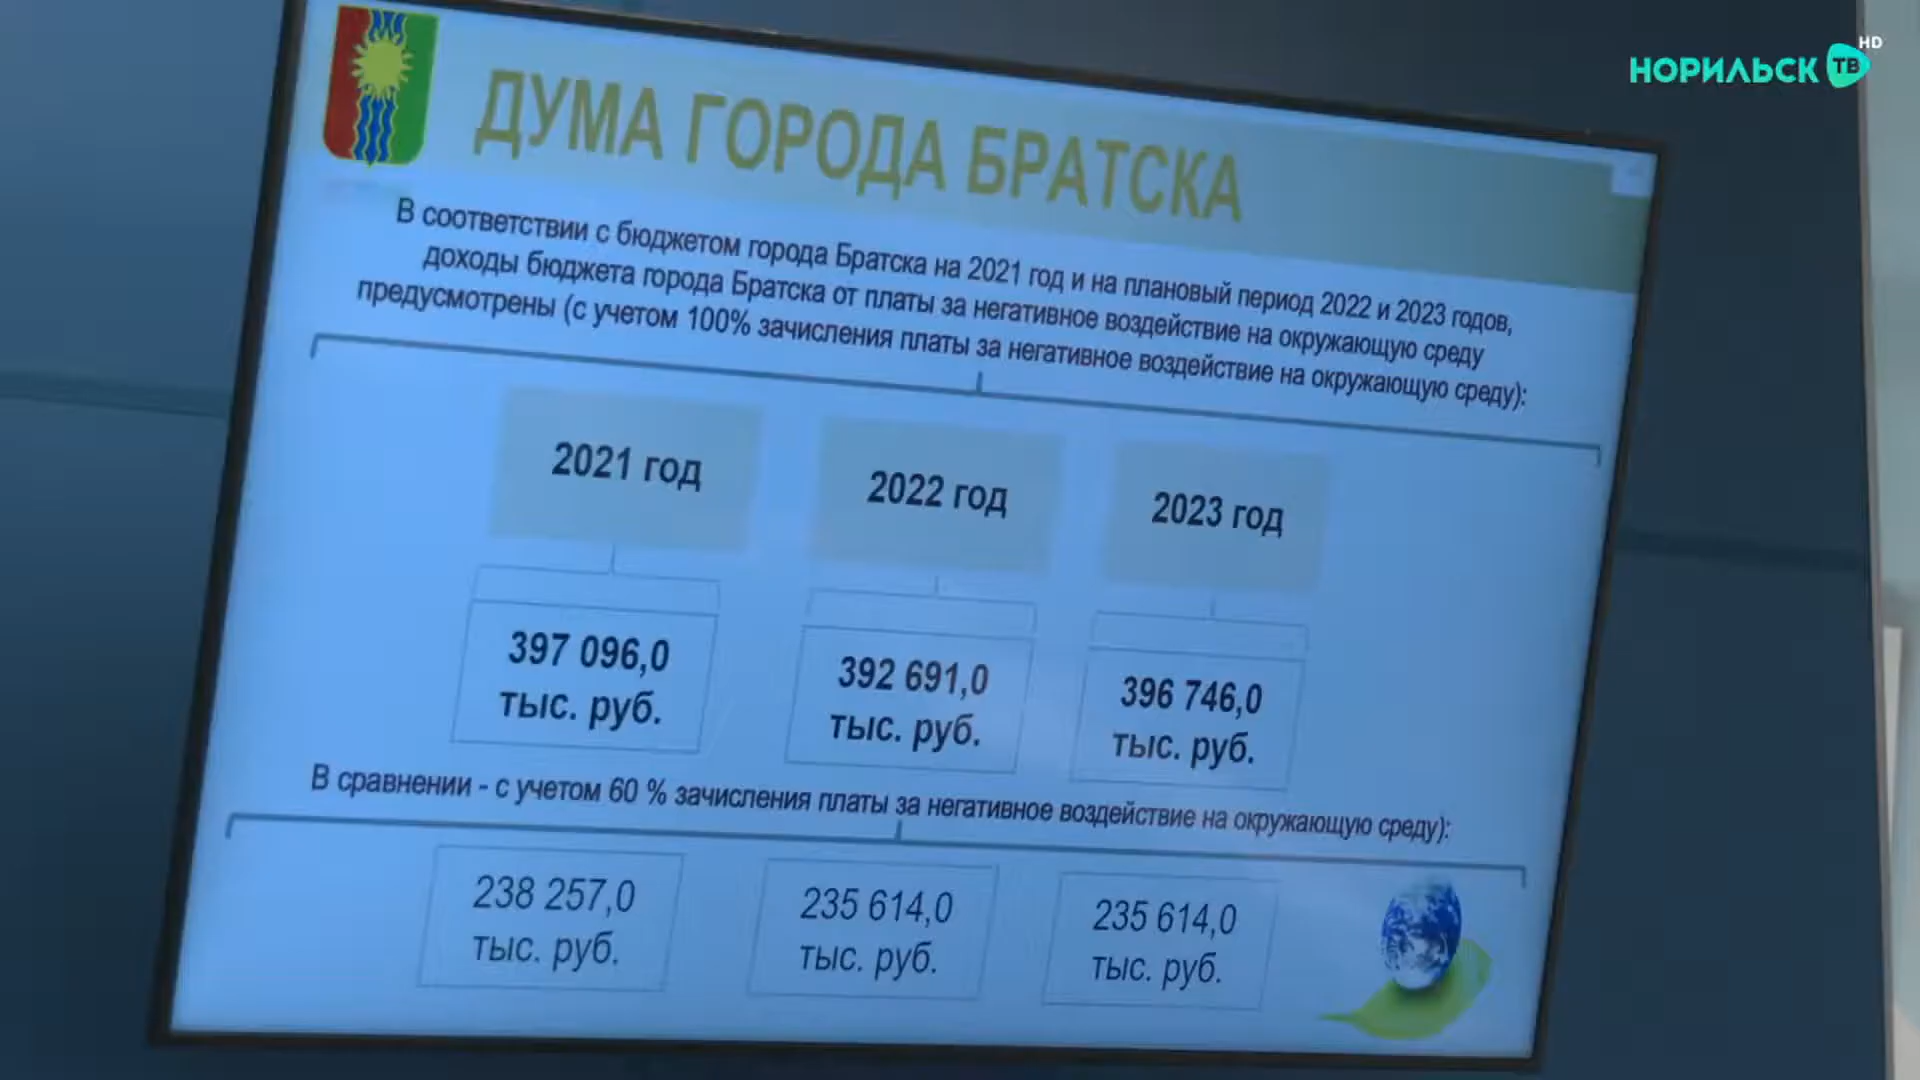 НОРИЛЬСК ТВ HD
ДУМА ГОРОДА БРАТСКА
В соответствии с бюджетом города Братска на 2021 год и на плановый период 2022 и 2023 годов,
доходы бюджета города Братска от платы за негативное воздействие на окружающую среду
предусмотрены (с учетом 100% зачисления платы за негативное воздействие на окружающую среду):
2021 год
2022 год
2023 год
397 096,0
тыс. руб.
392 691,0
тыс. руб.
396 746,0
тыс. руб.
В сравнении - с учетом 60 % зачисления платы за негативное воздействие на окружающую среду):
238 257,0
тыс. руб.
235 614,0
тыс. руб.
235 614,0
тыс. руб.